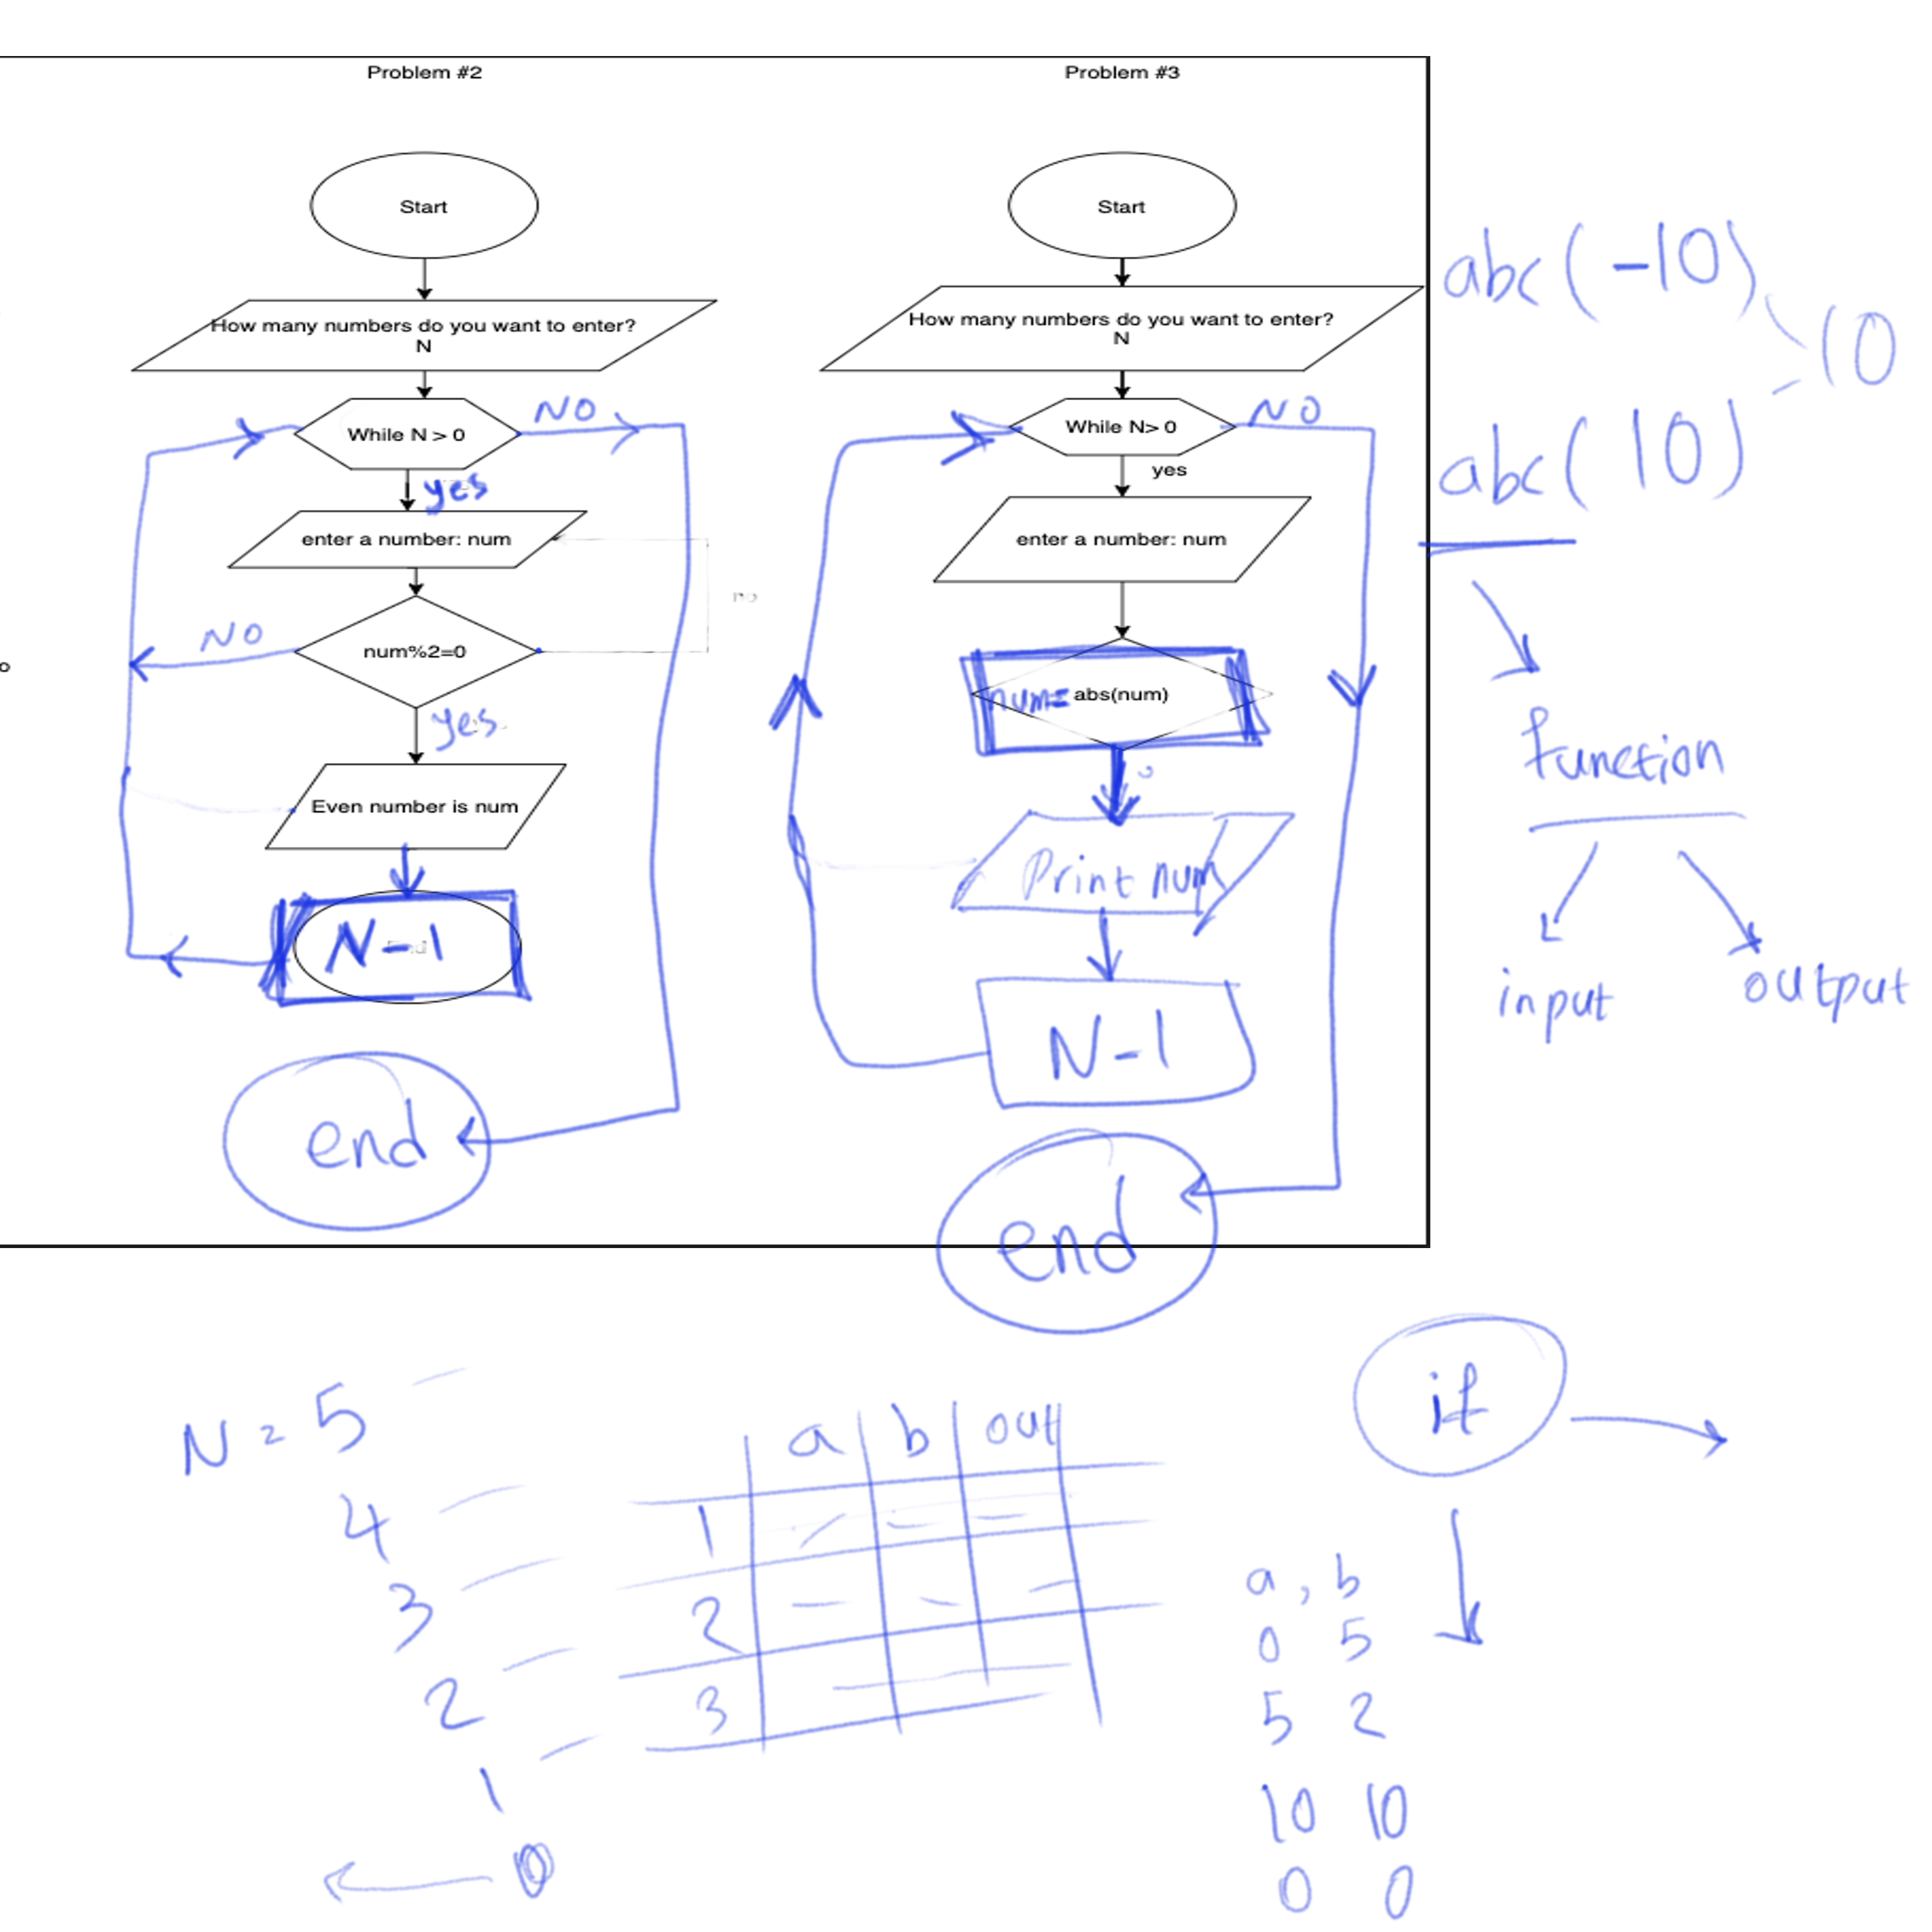 Problem #2
Start
How many numbers do you want to enter?
N
While N > 0
NO
yes
enter a number: num
no
num%2=0
NO
yes
Even number is num
N-1
end
Problem #3
Start
How many numbers do you want to enter?
N
While N> 0
NO
yes
enter a number: num
num= abs(num)
Print num
N-1
end
abc(-10)
10
abc(10)
function
input
output
o
N = 5
4
3
2
1
0
a b out
1
2
3
if
a, b
0 5
5 2
10 10
0 0